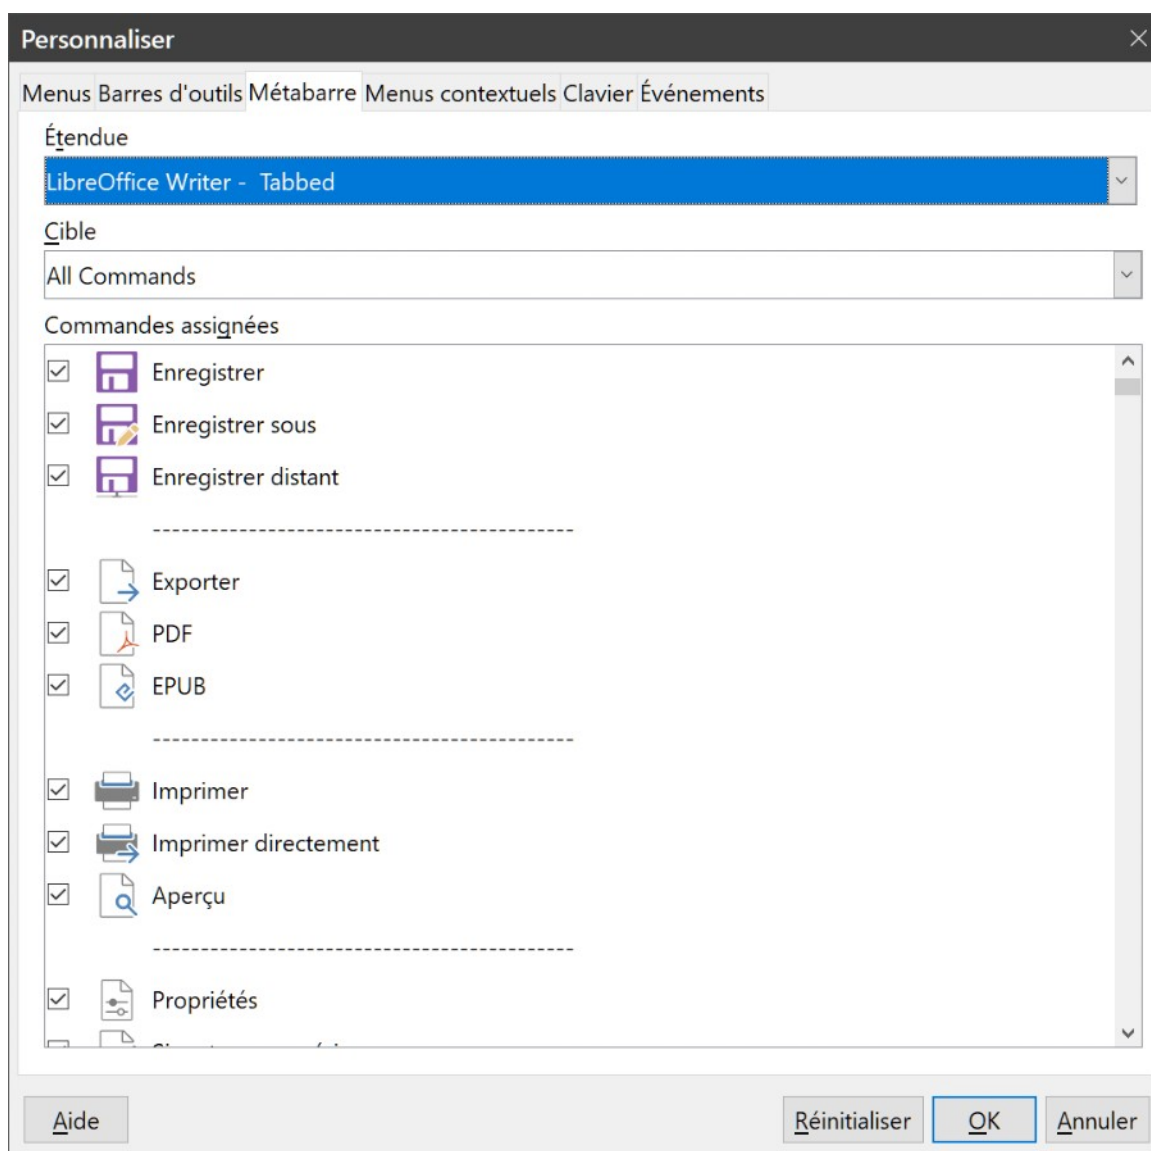 Personnaliser
Menus Barres d'outils Métabarre Menus contextuels Clavier Événements
Étendue
LibreOffice Writer -  Tabbed
Cible
All Commands
Commandes assignées
Enregistrer
Enregistrer sous
Enregistrer distant
-------------------------------------------
Exporter
PDF
EPUB
-------------------------------------------
Imprimer
Imprimer directement
Aperçu
-------------------------------------------
Propriétés
Aide Réinitialiser OK Annuler